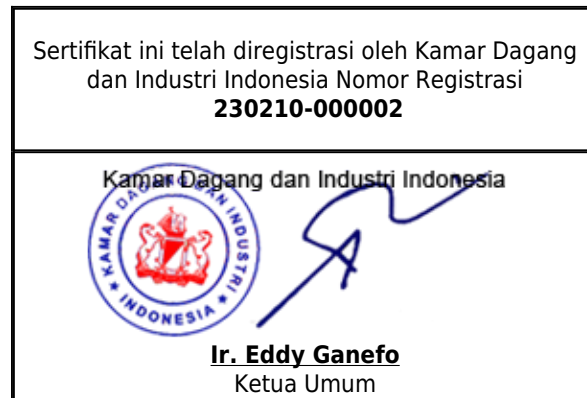 Sertifikat ini telah diregistrasi oleh Kamar Dagang
dan Industri Indonesia Nomor Registrasi
230210-000002
Kamar Dagang dan Industri Indonesia
KAMAR DAGANG DAN INDUSTRI
INDONESIA
Ir. Eddy Ganefo
Ketua Umum